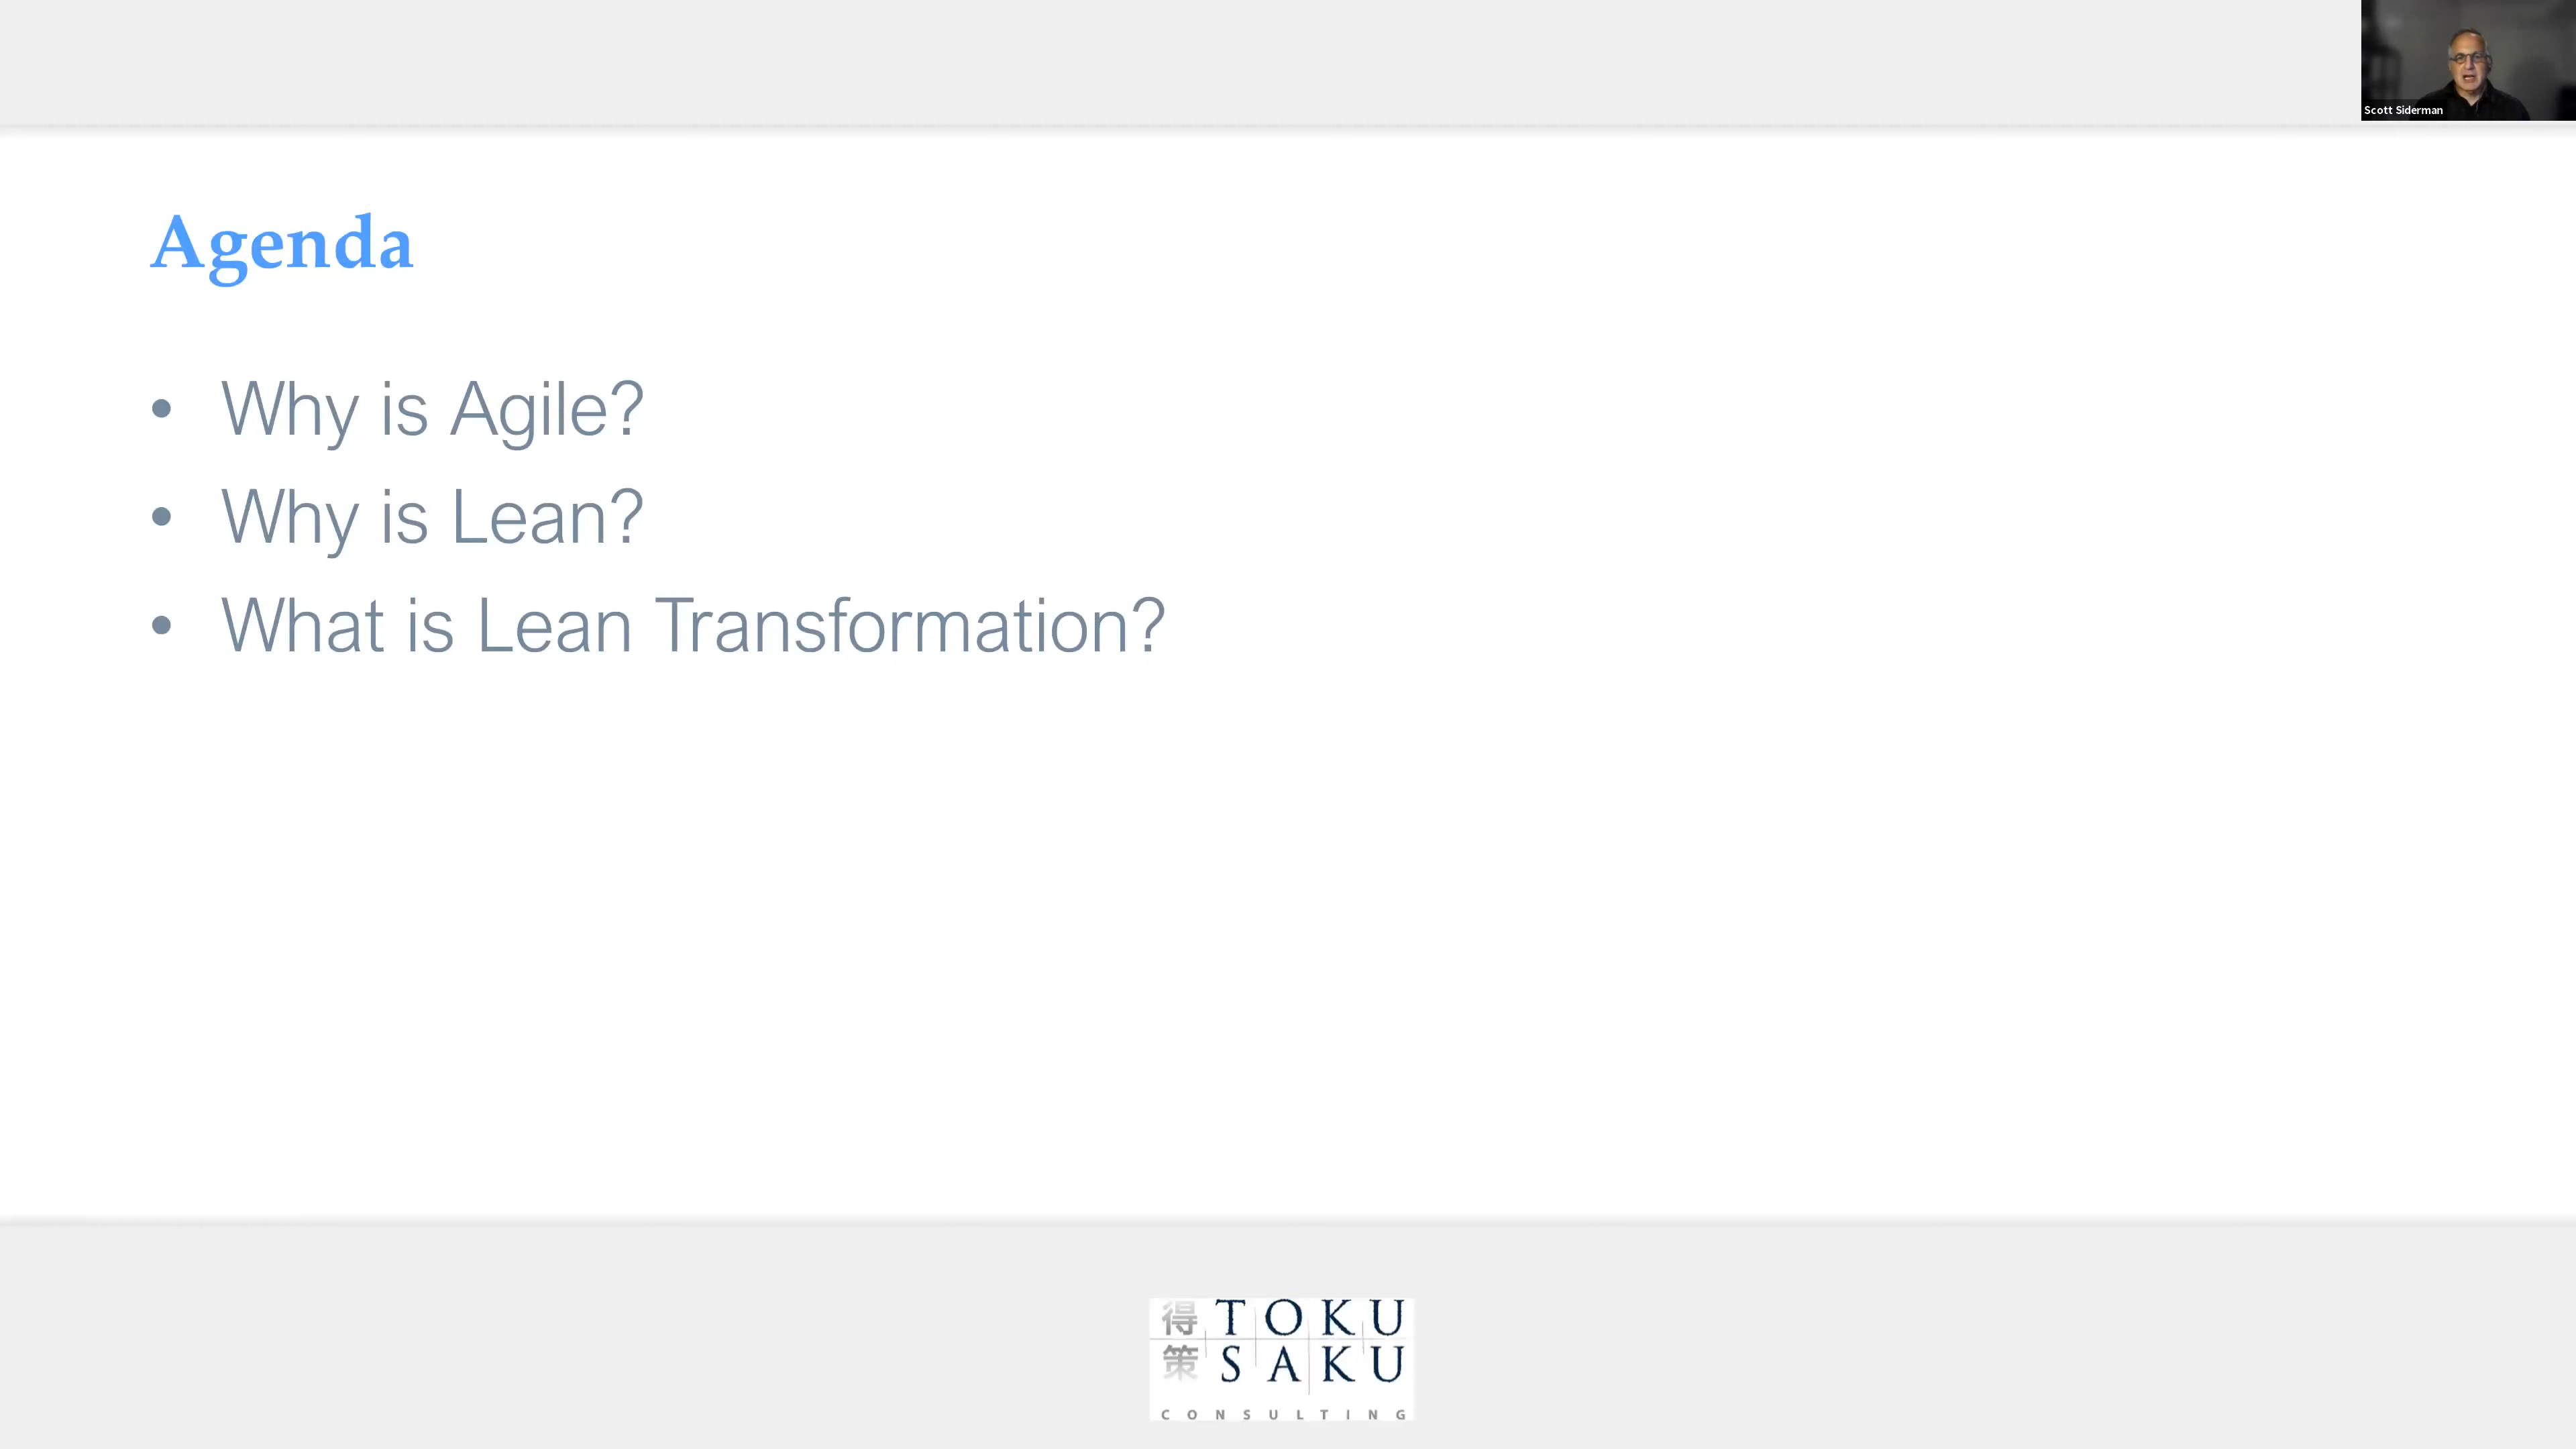 Scott Siderman
Agenda
• Why is Agile?
• Why is Lean?
• What is Lean Transformation?
得 TOKU
策 SAKU
CONSULTING